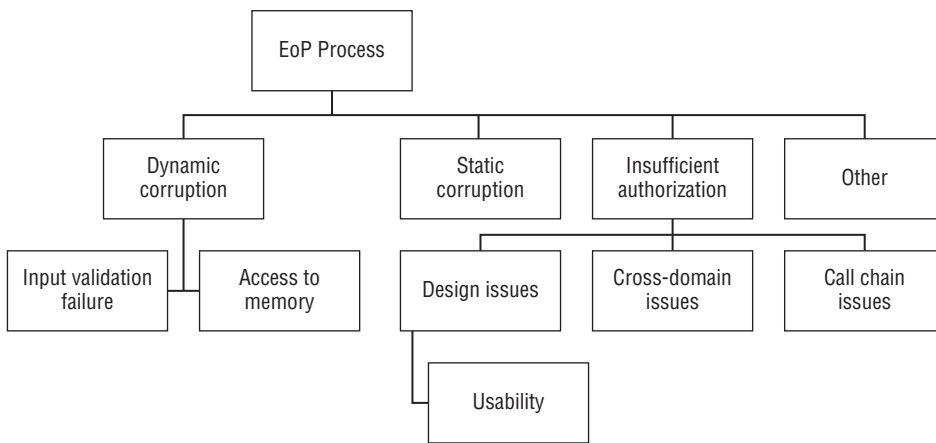 EoP Process
Dynamic
corruption
Static
corruption
Insufficient
authorization
Other
Input validation
failure
Access to
memory
Design issues
Cross-domain
issues
Call chain
issues
Usability